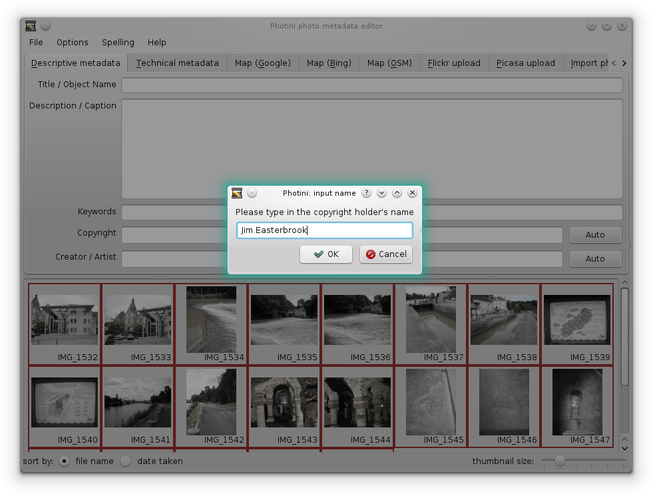 Photini photo metadata editor
File Options Spelling Help
Descriptive metadata Technical metadata Map (Google) Map (Bing) Map (OSM) Flickr upload Picasa upload Import ph
Title / Object Name
Description / Caption
Photini: input name
Please type in the copyright holder's name
Jim Easterbrook
OK Cancel
Keywords
Copyright Auto
Creator / Artist Auto
IMG_1532 IMG_1533 IMG_1534 IMG_1535 IMG_1536 IMG_1537 IMG_1538 IMG_1539
IMG_1540 IMG_1541 IMG_1542 IMG_1543 IMG_1544 IMG_1545 IMG_1546 IMG_1547
sort by: file name date taken thumbnail size: